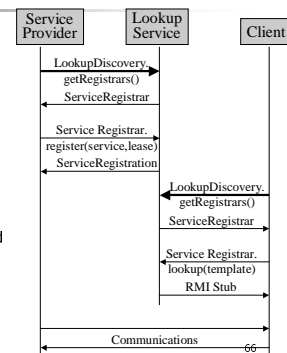 Service
Provider
Lookup
Service
Client
LookupDiscovery.
getRegistrars()
ServiceRegistrar
Service Registrar.
register(service,lease)
ServiceRegistration
LookupDiscovery.
getRegistrars()
ServiceRegistrar
d
Service Registrar.
lookup(template)
RMI Stub
Communications
66